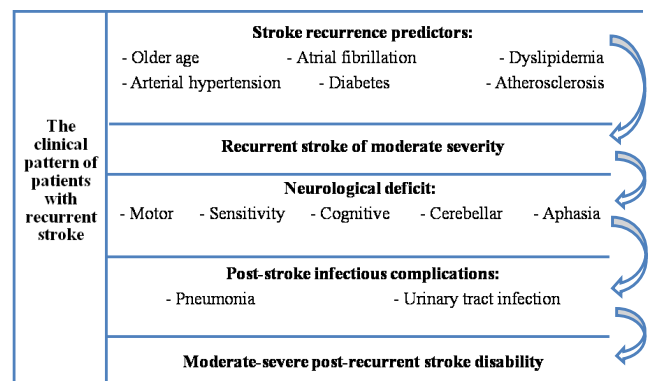 The
clinical
pattern of
patients
with
recurrent
stroke
Stroke recurrence predictors:
- Older age - Atrial fibrillation - Dyslipidemia
- Arterial hypertension - Diabetes - Atherosclerosis
Recurrent stroke of moderate severity
Neurological deficit:
- Motor - Sensitivity - Cognitive - Cerebellar - Aphasia
Post-stroke infectious complications:
- Pneumonia - Urinary tract infection
Moderate-severe post-recurrent stroke disability